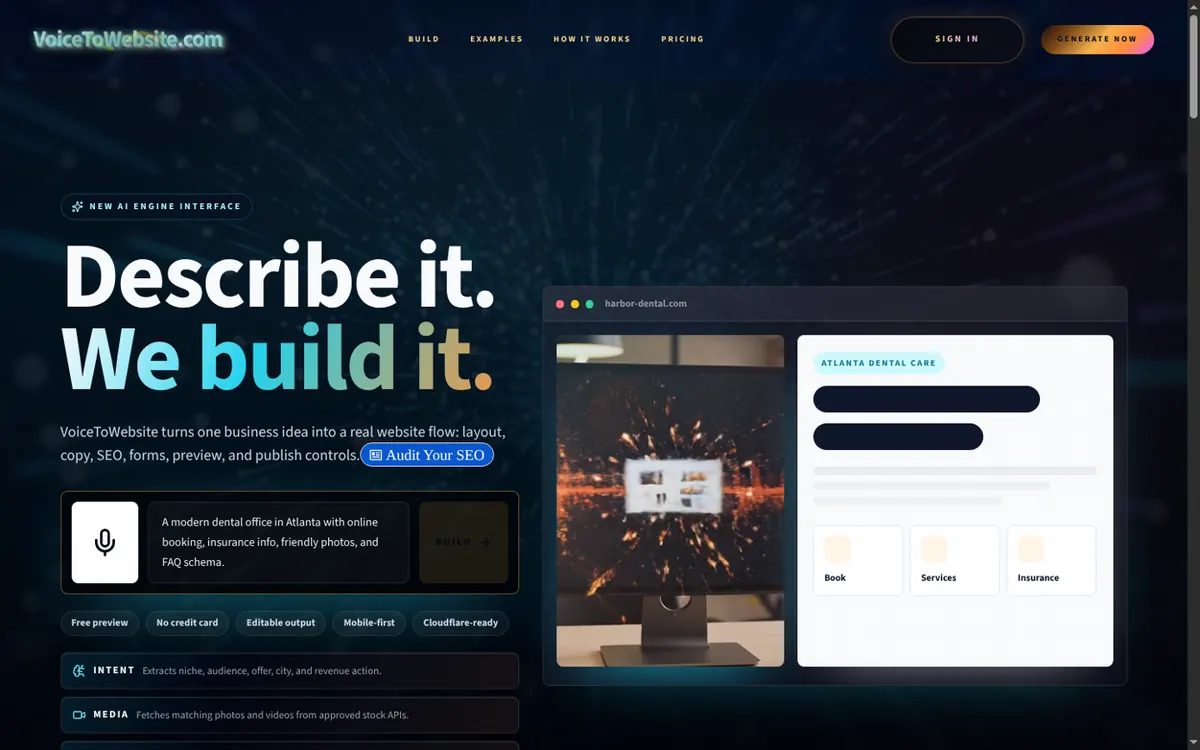 VoiceToWebsite.com
BUILD
EXAMPLES
HOW IT WORKS
PRICING
SIGN IN
GENERATE NOW
NEW AI ENGINE INTERFACE
Describe it.
We build it.
VoiceToWebsite turns one business idea into a real website flow: layout,
copy, SEO, forms, preview, and publish controls. Audit Your SEO
A modern dental office in Atlanta with online
booking, insurance info, friendly photos, and
FAQ schema.
BUILD
Free preview
No credit card
Editable output
Mobile-first
Cloudflare-ready
INTENT Extracts niche, audience, offer, city, and revenue action.
MEDIA Fetches matching photos and videos from approved stock APIs.
harbor-dental.com
ATLANTA DENTAL CARE
Book
Services
Insurance